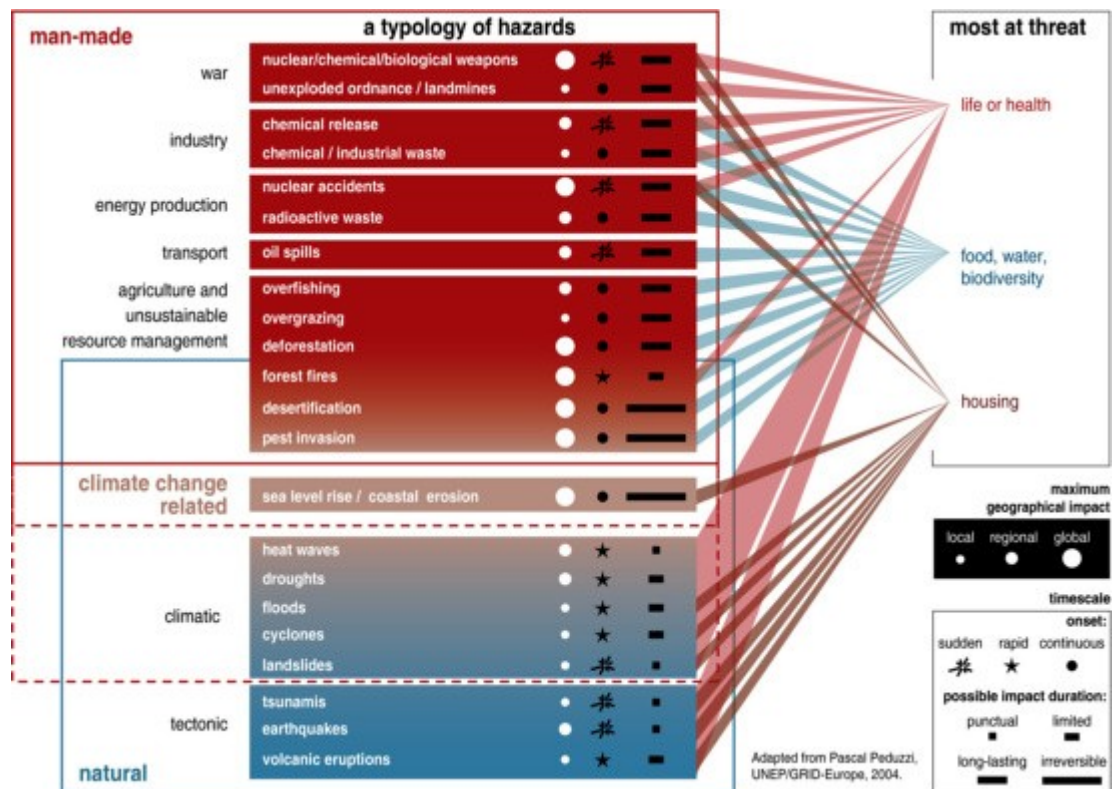 a typology of hazards
man-made
war
nuclear/chemical/biological weapons
unexploded ordnance / landmines
industry
chemical release
chemical / industrial waste
energy production
nuclear accidents
radioactive waste
transport
oil spills
agriculture and
unsustainable
resource management
overfishing
overgrazing
deforestation
forest fires
desertification
pest invasion
climate change
related
sea level rise / coastal erosion
climatic
heat waves
droughts
floods
cyclones
landslides
tectonic
tsunamis
earthquakes
volcanic eruptions
natural
most at threat
life or health
food, water,
biodiversity
housing
maximum
geographical impact
local regional global
timescale
onset:
sudden rapid continuous
possible impact duration:
punctual limited
long-lasting irreversible
Adapted from Pascal Peduzzi,
UNEP/GRID-Europe, 2004.